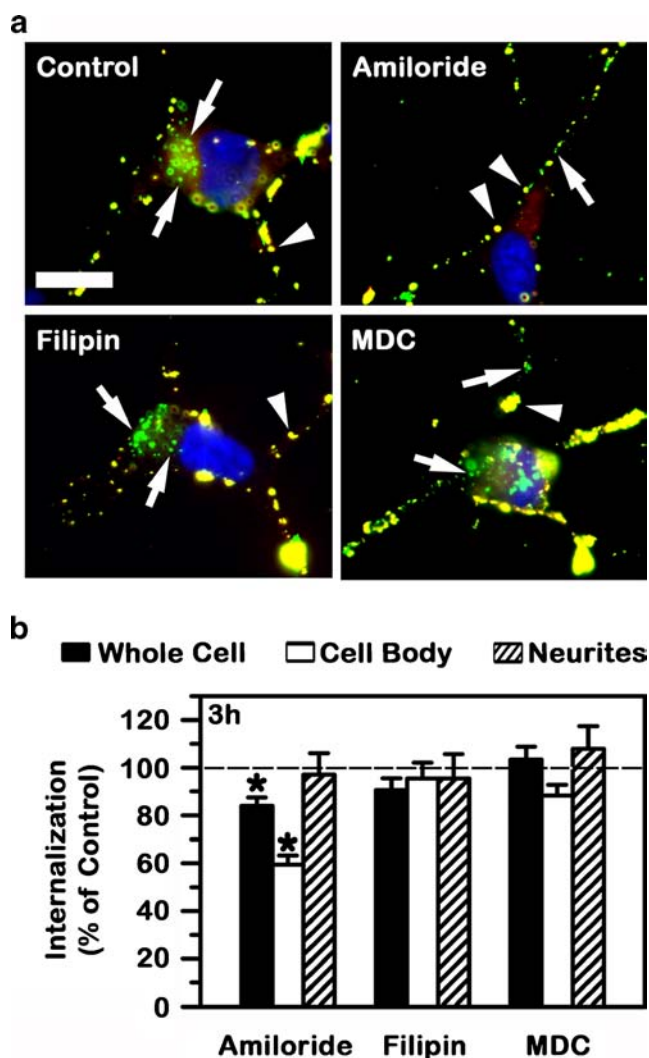 a
Control
Amiloride
Filipin
MDC
b
Whole Cell Cell Body Neurites
3h
*
*
120
100
80
60
40
20
0
Internalization
(% of Control)
Amiloride Filipin MDC